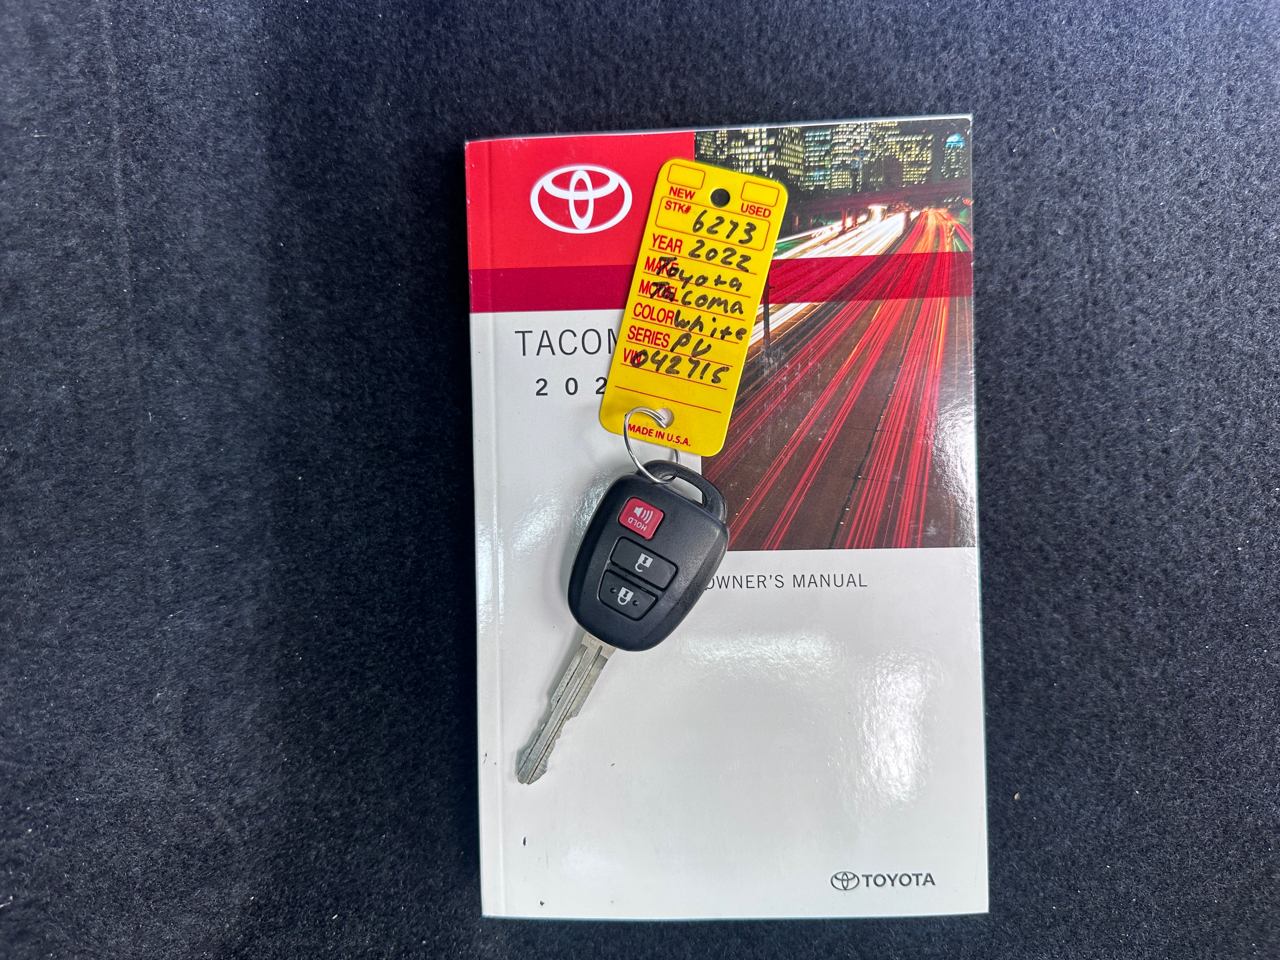 NEW USED
STK# 6273
YEAR 2022
MAKE Toyota
MODEL Tacoma
COLOR White
SERIES PU
VIN 042715
MADE IN U.S.A.
TACOM
202
HOLD
OWNER'S MANUAL
TOYOTA